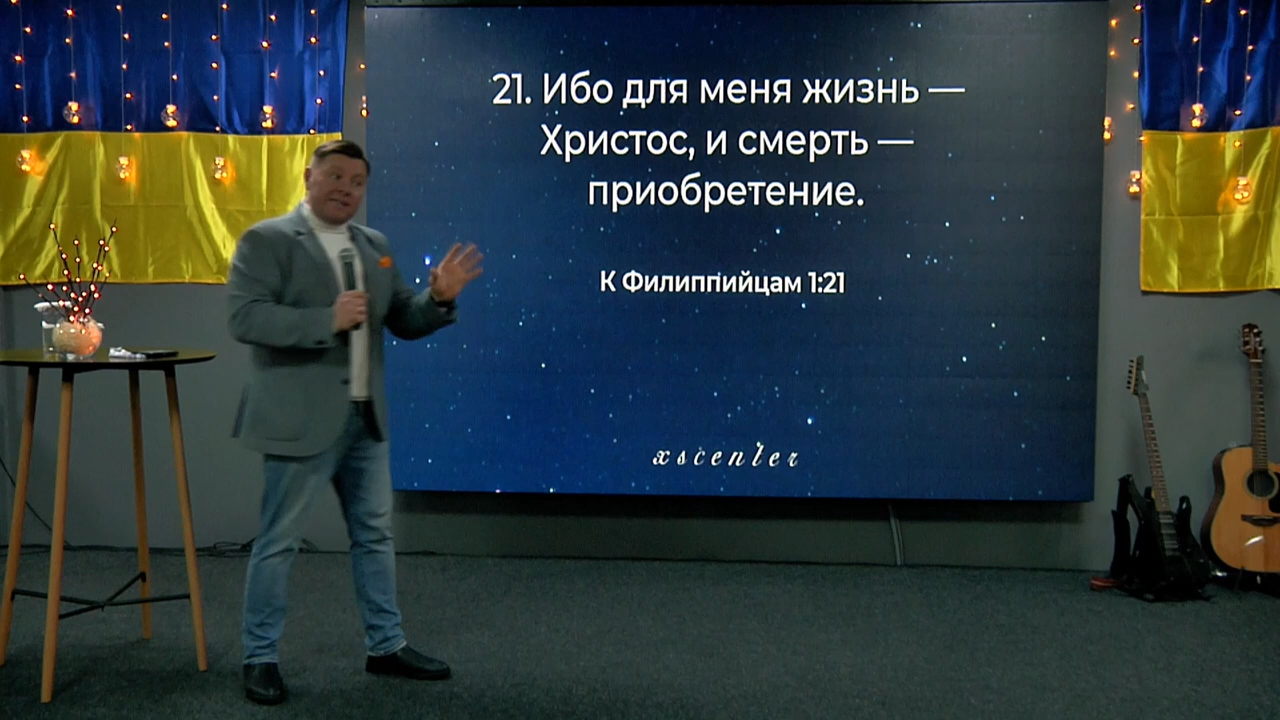 21. Ибо для меня жизнь —
Христос, и смерть —
приобретение.
К Филиппийцам 1:21
xscenter